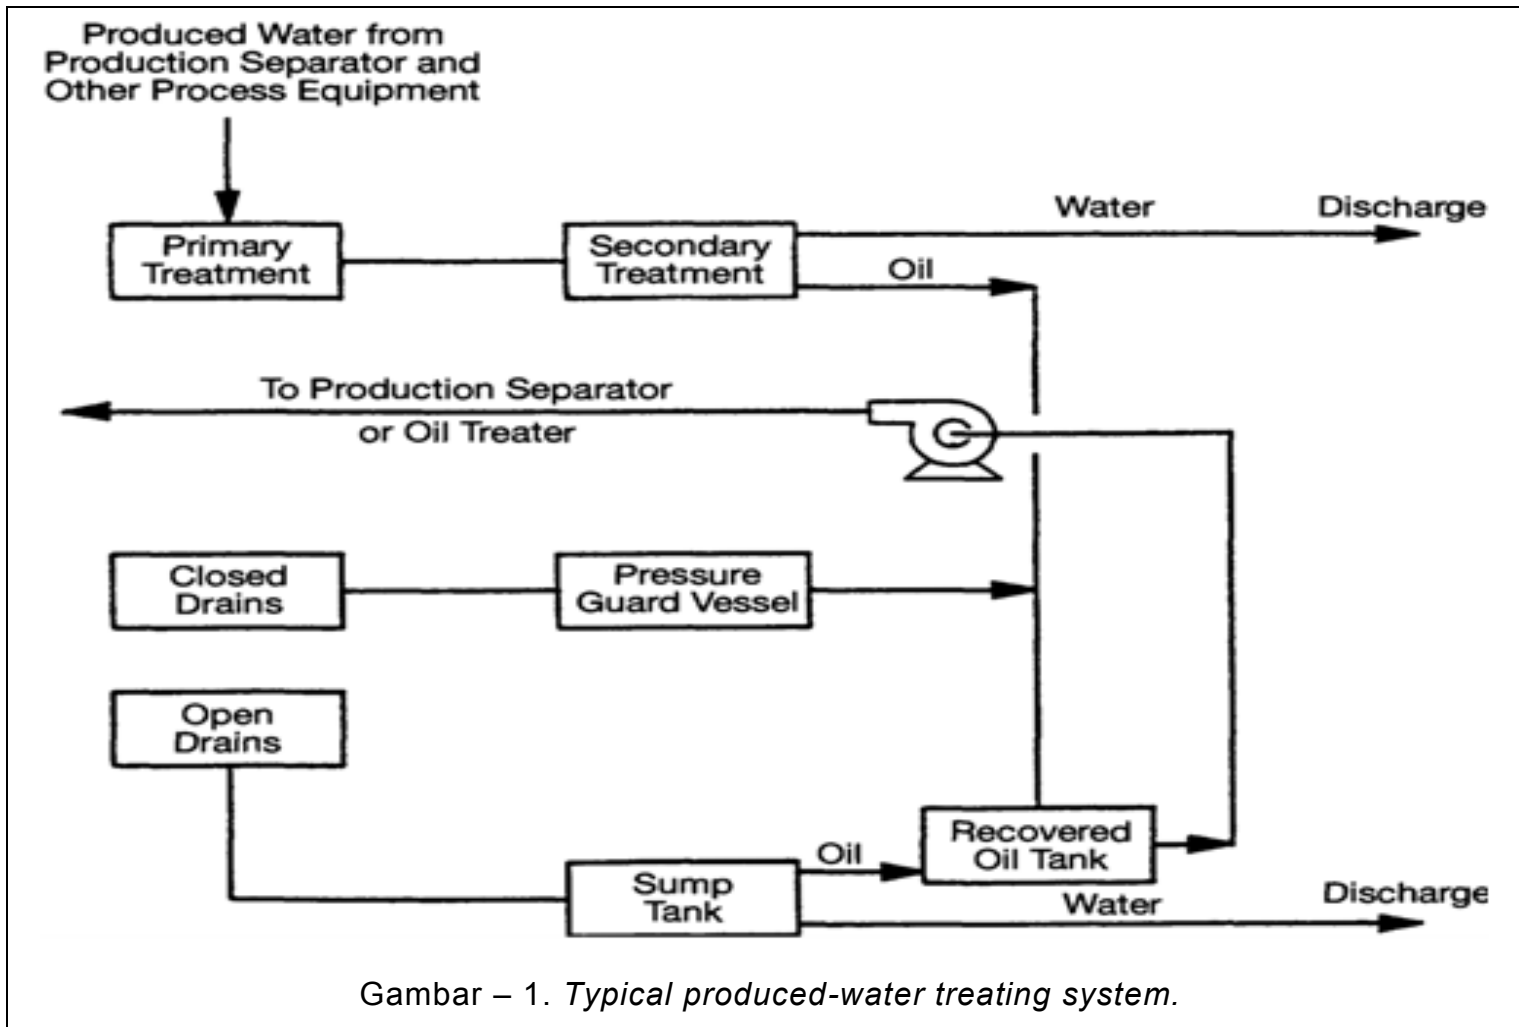 Produced Water from
Production Separator and
Other Process Equipment
Primary
Treatment
Secondary
Treatment
Water
Discharge
Oil
To Production Separator
or Oil Treater
Closed
Drains
Pressure
Guard Vessel
Open
Drains
Sump
Tank
Oil
Recovered
Oil Tank
Water
Discharge
Gambar – 1. Typical produced-water treating system.